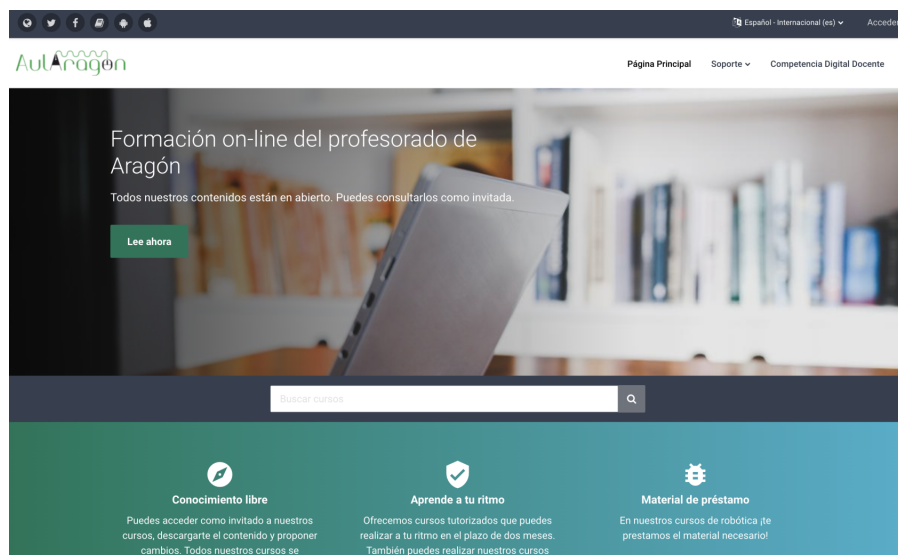 Español - Internacional (es)
Acceder
AulAragón
Página Principal
Soporte
Competencia Digital Docente
Formación on-line del profesorado de
Aragón
Todos nuestros contenidos están en abierto. Puedes consultarlos como invitada.
Lee ahora
Buscar cursos
Conocimiento libre
Puedes acceder como invitado a nuestros
cursos, descargarte el contenido y proponer
cambios. Todos nuestros cursos se
Aprende a tu ritmo
Ofrecemos cursos tutorizados que puedes
realizar a tu ritmo en el plazo de dos meses.
También puedes realizar nuestros cursos
Material de préstamo
En nuestros cursos de robótica ¡te
prestamos el material necesario!